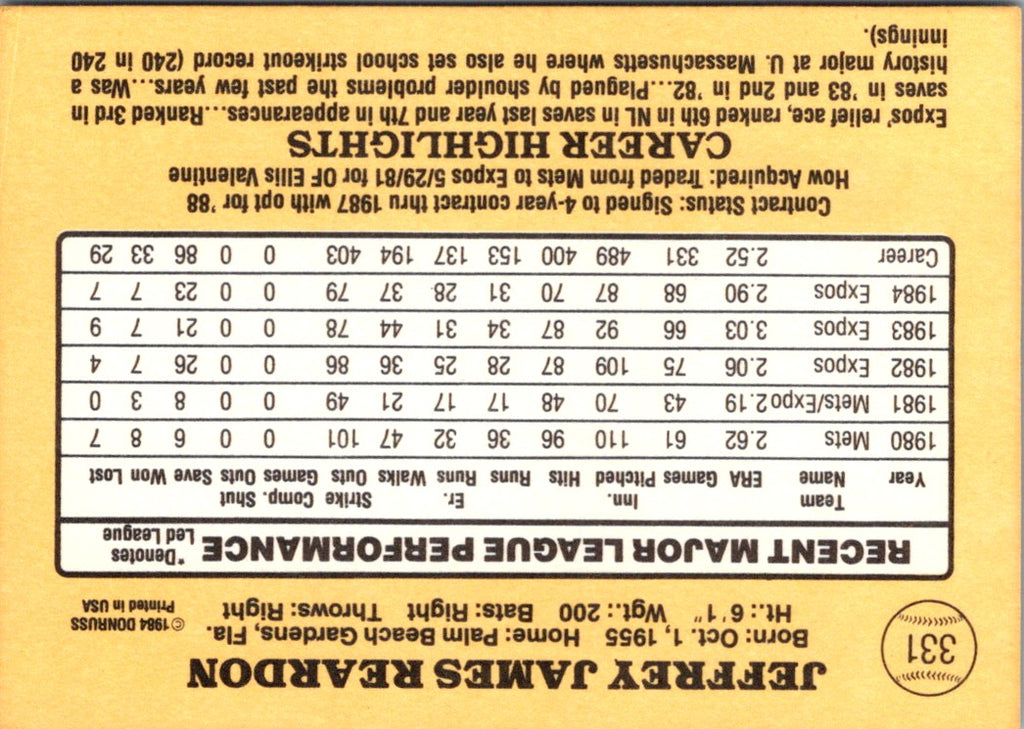 331
JEFFREY JAMES REARDON
Born: Oct. 1, 1955 Home: Palm Beach Gardens, Fla.
Ht.: 6'1" Wgt.: 200 Bats: Right Throws: Right
©1984 DONRUSS
Printed in USA
RECENT MAJOR LEAGUE PERFORMANCE
*Denotes
Led League
Year Team Name ERA Games Inn. Pitched Hits Runs Er. Runs Walks Strike Outs Comp. Games Shut Outs Save Won Lost
1980 Mets 2.62 61 110 96 36 32 47 101 0 0 6 8 7
1981 Mets/Expo 2.19 43 70 48 17 17 21 49 0 0 8 3 0
1982 Expos 2.06 75 109 87 28 25 36 86 0 0 26 7 4
1983 Expos 3.03 66 92 87 34 31 44 78 0 0 21 7 9
1984 Expos 2.90 68 87 70 31 28 37 79 0 0 23 7 7
Career 2.52 331 489 400 153 137 194 403 0 0 86 33 29
Contract Status: Signed to 4-year contract thru 1987 with opt for '88
How Acquired: Traded from Mets to Expos 5/29/81 for OF Ellis Valentine
CAREER HIGHLIGHTS
Expos' relief ace, ranked 6th in NL in saves last year and 7th in appearances...Ranked 3rd in
saves in '83 and 2nd in '82...Plagued by shoulder problems the past few years...Was a
history major at U. Massachusetts where he also set school strikeout record (240 in 240
innings).